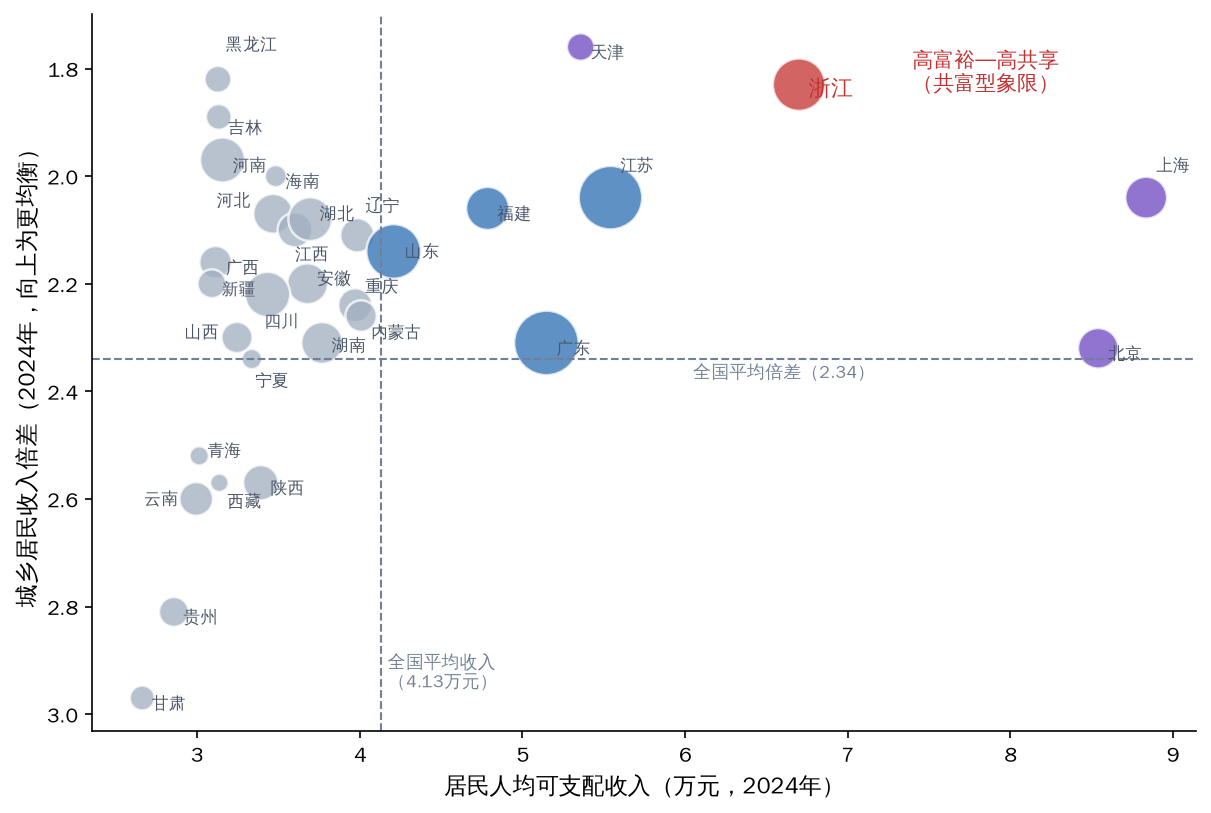 黑龙江
天津
高富裕—高共享
（共富型象限）
浙江
吉林
河南
海南
江苏
上海
河北
湖北
辽宁
福建
江西
山东
广西
安徽
新疆
重庆
四川
山西
内蒙古
湖南
广东
北京
宁夏
全国平均倍差（2.34）
青海
云南
西藏
陕西
贵州
全国平均收入
（4.13万元）
甘肃
城乡居民收入倍差（2024年，向上为更均衡）
1.8
2.0
2.2
2.4
2.6
2.8
3.0
3
4
5
6
7
8
9
居民人均可支配收入（万元，2024年）